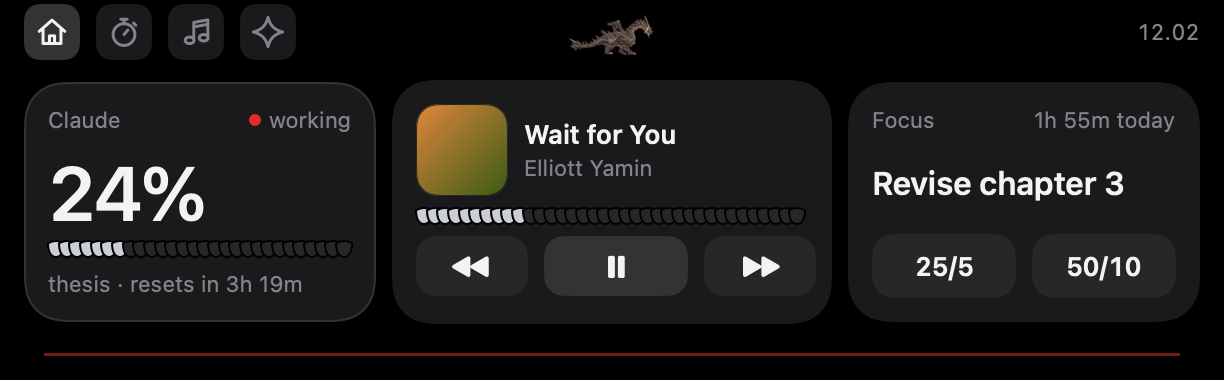 12.02
Claude
working
24%
thesis · resets in 3h 19m
Wait for You
Elliott Yamin
Focus
1h 55m today
Revise chapter 3
25/5
50/10